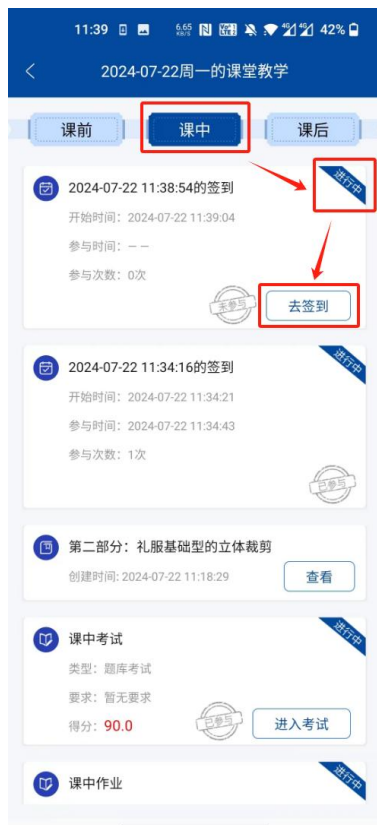 11:39 6.65 KB/S 4G 4G 42%
2024-07-22周一的课堂教学
课前 课中 课后
进行中
2024-07-22 11:38:54的签到
开始时间：2024-07-22 11:39:04
参与时间：– –
参与次数：0次
未参与 去签到
进行中
2024-07-22 11:34:16的签到
开始时间：2024-07-22 11:34:21
参与时间：2024-07-22 11:34:43
参与次数：1次
已参与
第二部分：礼服基础型的立体裁剪
创建时间: 2024-07-22 11:18:29 查看
进行中
课中考试
类型：题库考试
要求：暂无要求
得分：90.0 已参与 进入考试
进行中
课中作业